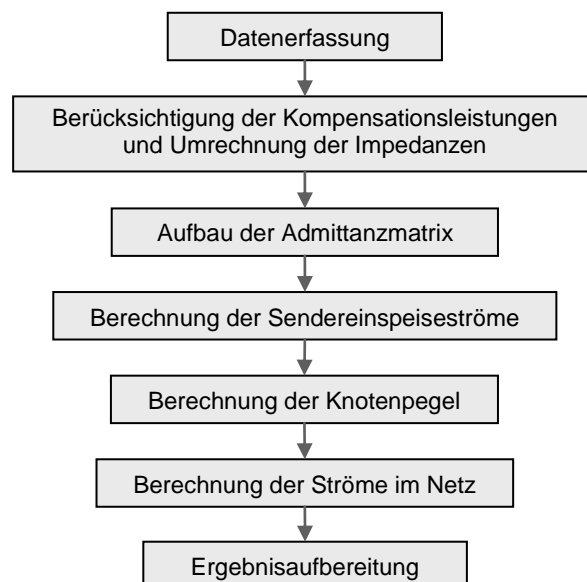 Datenerfassung
Berücksichtigung der Kompensationsleistungen
und Umrechnung der Impedanzen
Aufbau der Admittanzmatrix
Berechnung der Sendereinspeiseströme
Berechnung der Knotenpegel
Berechnung der Ströme im Netz
Ergebnisaufbereitung